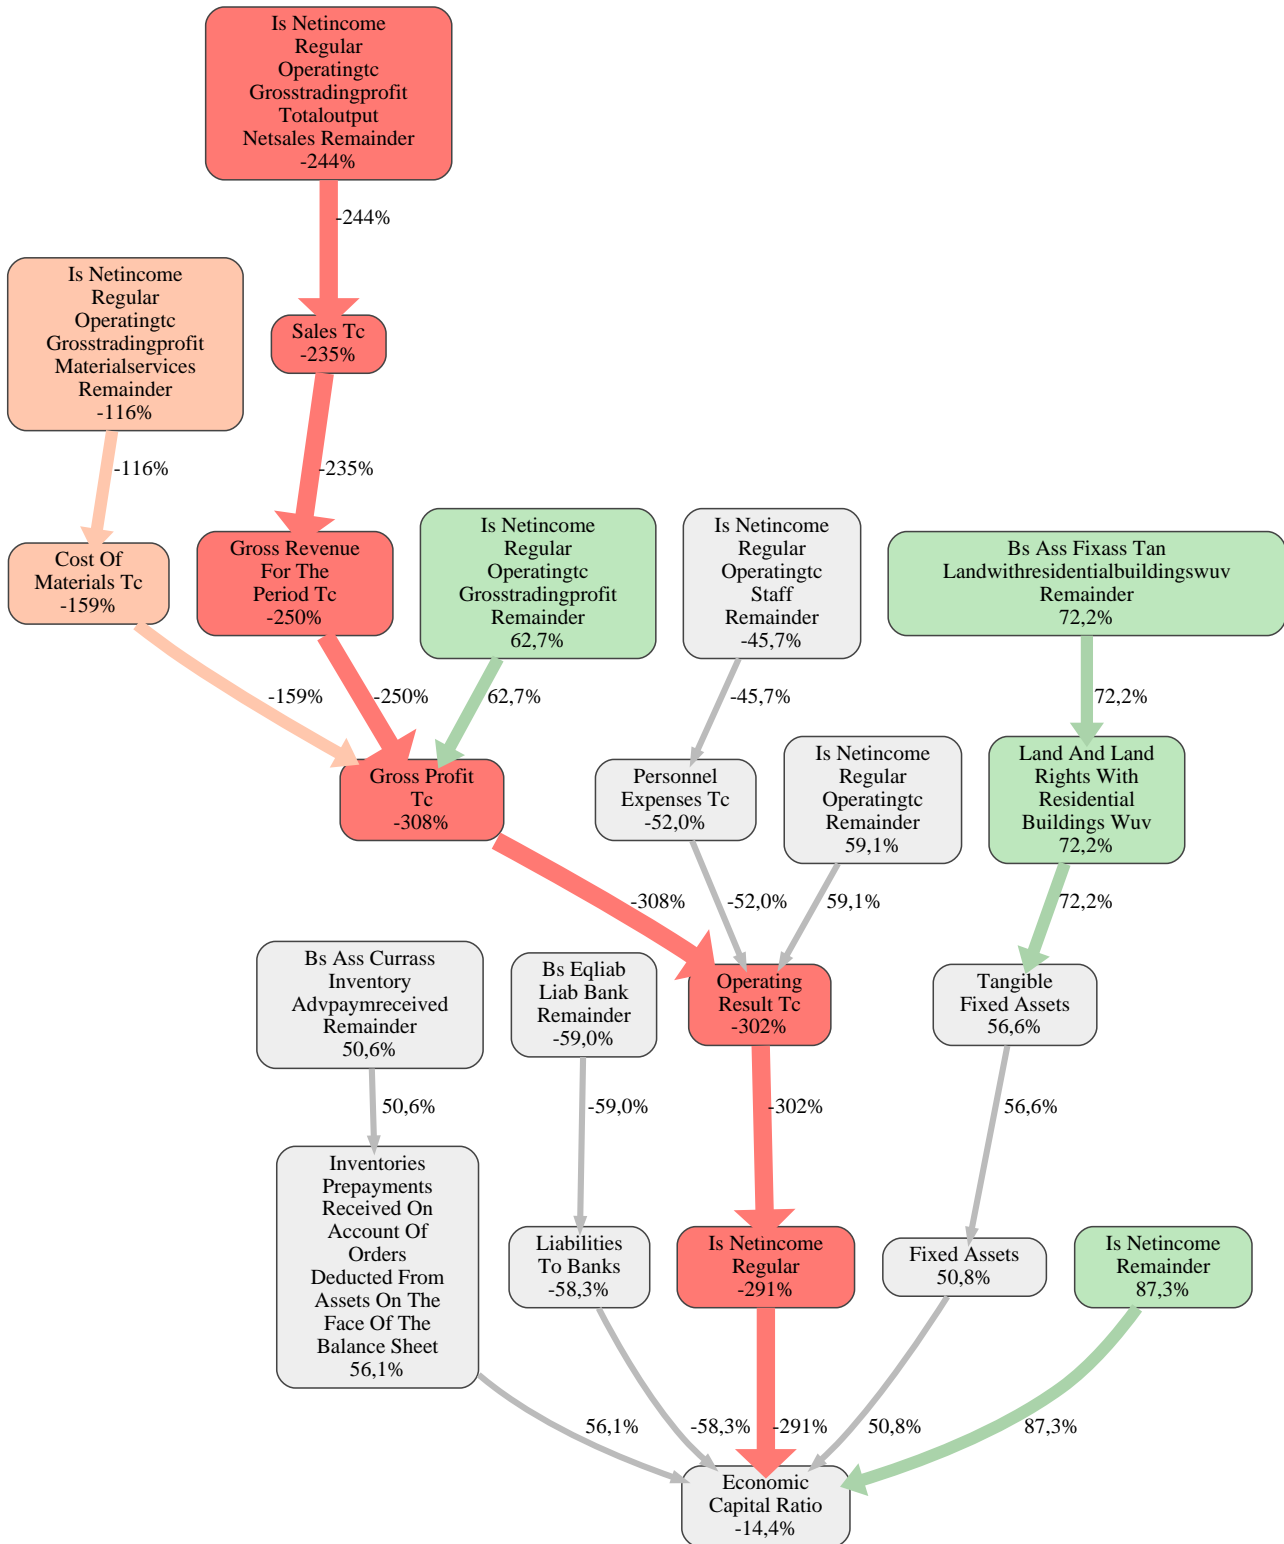 Is Netincome
Regular
Operatingtc
Grosstradingprofit
Totaloutput
Netsales Remainder
-244%
-244%
Is Netincome
Regular
Operatingtc
Grosstradingprofit
Materialservices
Remainder
-116%
Sales Tc
-235%
-116%
-235%
Cost Of
Materials Tc
-159%
Gross Revenue
For The
Period Tc
-250%
Is Netincome
Regular
Operatingtc
Grosstradingprofit
Remainder
62,7%
Is Netincome
Regular
Operatingtc
Staff
Remainder
-45,7%
Bs Ass Fixass Tan
Landwithresidentialbuildingswuv
Remainder
72,2%
-159%
-250%
62,7%
-45,7%
72,2%
Gross Profit
Tc
-308%
Personnel
Expenses Tc
-52,0%
Is Netincome
Regular
Operatingtc
Remainder
59,1%
Land And Land
Rights With
Residential
Buildings Wuv
72,2%
-308%
-52,0%
59,1%
72,2%
Bs Ass Currass
Inventory
Advpaymreceived
Remainder
50,6%
Bs Eqliab
Liab Bank
Remainder
-59,0%
Operating
Result Tc
-302%
Tangible
Fixed Assets
56,6%
50,6%
-59,0%
-302%
56,6%
Inventories
Prepayments
Received On
Account Of
Orders
Deducted From
Assets On The
Face Of The
Balance Sheet
56,1%
Liabilities
To Banks
-58,3%
Is Netincome
Regular
-291%
Fixed Assets
50,8%
Is Netincome
Remainder
87,3%
56,1%
-58,3%
-291%
50,8%
87,3%
Economic
Capital Ratio
-14,4%